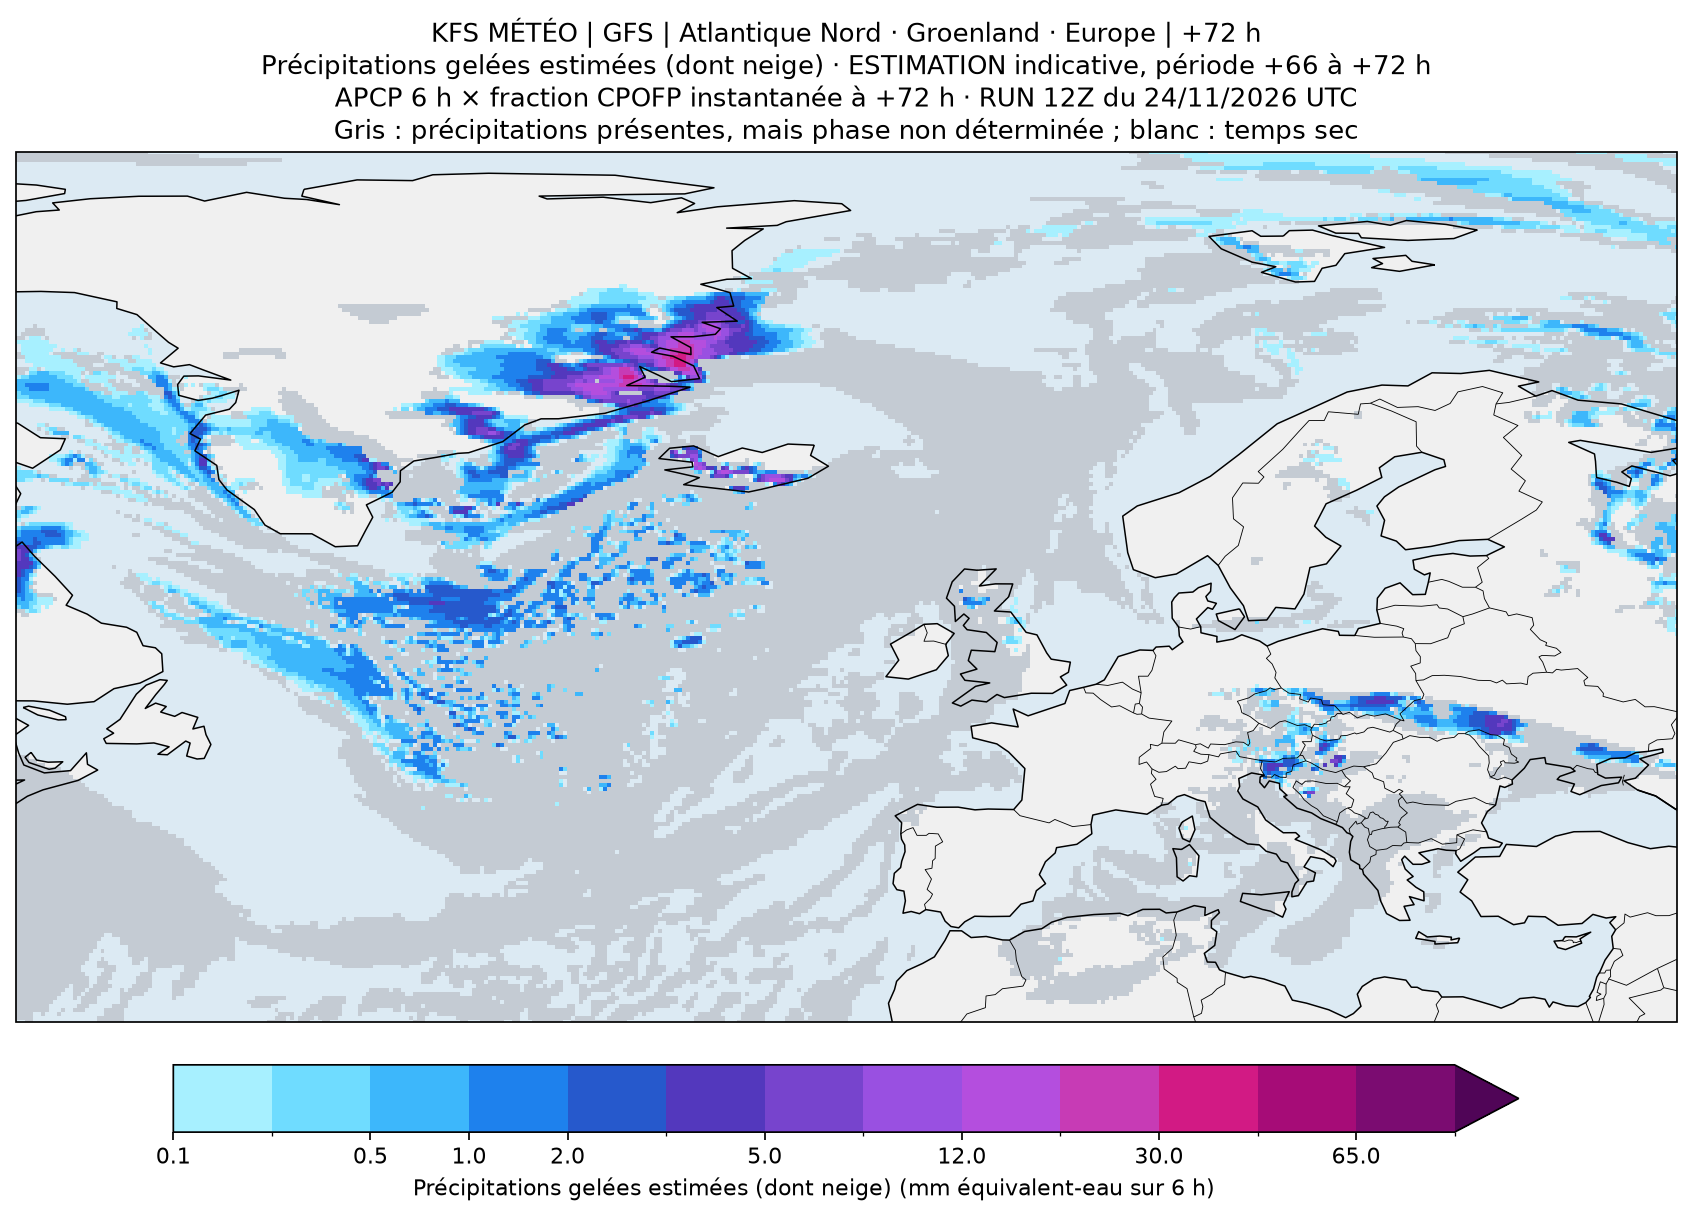 KFS MÉTÉO | GFS | Atlantique Nord · Groenland · Europe | +72 h
Précipitations gelées estimées (dont neige) · ESTIMATION indicative, période +66 à +72 h
APCP 6 h × fraction CPOFP instantanée à +72 h · RUN 12Z du 24/11/2026 UTC
Gris : précipitations présentes, mais phase non déterminée ; blanc : temps sec
0.1 0.5 1.0 2.0 5.0 12.0 30.0 65.0
Précipitations gelées estimées (dont neige) (mm équivalent-eau sur 6 h)